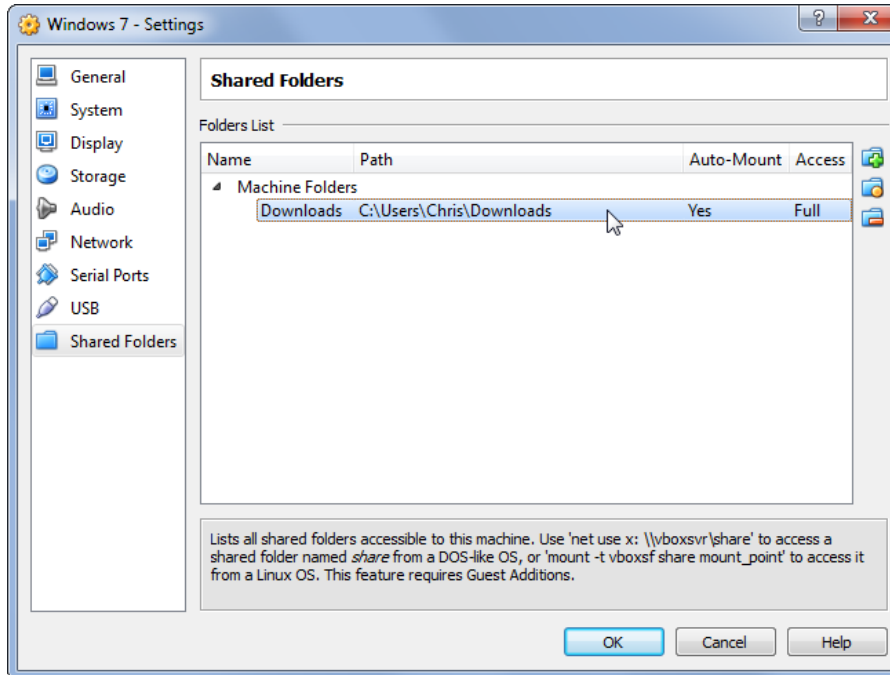 Windows 7 - Settings
?
General
System
Display
Storage
Audio
Network
Serial Ports
USB
Shared Folders
Shared Folders
Folders List
Name Path Auto-Mount Access
Machine Folders
Downloads C:\Users\Chris\Downloads Yes Full
Lists all shared folders accessible to this machine. Use 'net use x: \\vboxsvr\share' to access a
shared folder named share from a DOS-like OS, or 'mount -t vboxsf share mount_point' to access it
from a Linux OS. This feature requires Guest Additions.
OK Cancel Help